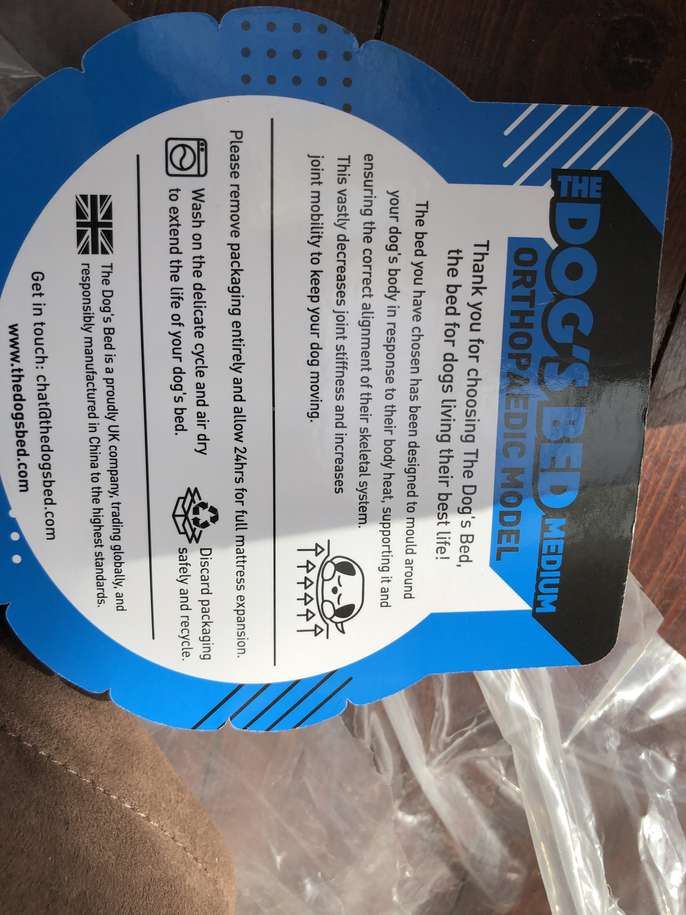 THE DOG'S BED MEDIUM
ORTHOPAEDIC MODEL
Thank you for choosing The Dog's Bed,
the bed for dogs living their best life!
The bed you have chosen has been designed to mould around
your dog's body in response to their body heat, supporting it and
ensuring the correct alignment of their skeletal system.
This vastly decreases joint stiffness and increases
joint mobility to keep your dog moving.
Please remove packaging entirely and allow 24hrs for full mattress expansion.
Wash on the delicate cycle and air dry
to extend the life of your dog's bed.
Discard packaging
safely and recycle.
The Dog's Bed is a proudly UK company, trading globally, and
responsibly manufactured in China to the highest standards.
Get in touch: chat@thedogsbed.com
www.thedogsbed.com